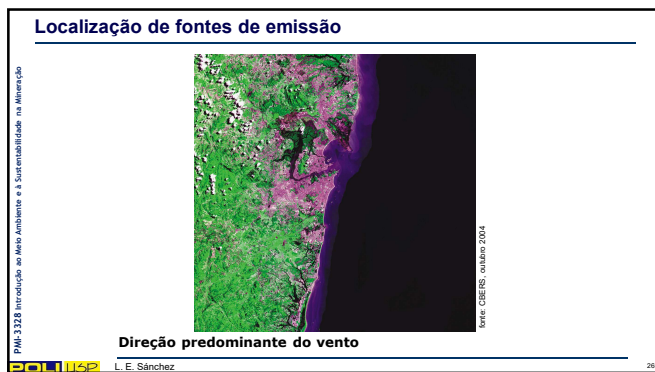 Localização de fontes de emissão
PMI-3328 Introdução ao Meio Ambiente e à Sustentabilidade na Mineração
fonte: CBERS, outubro 2004
Direção predominante do vento
POLI USP
L. E. Sánchez
26